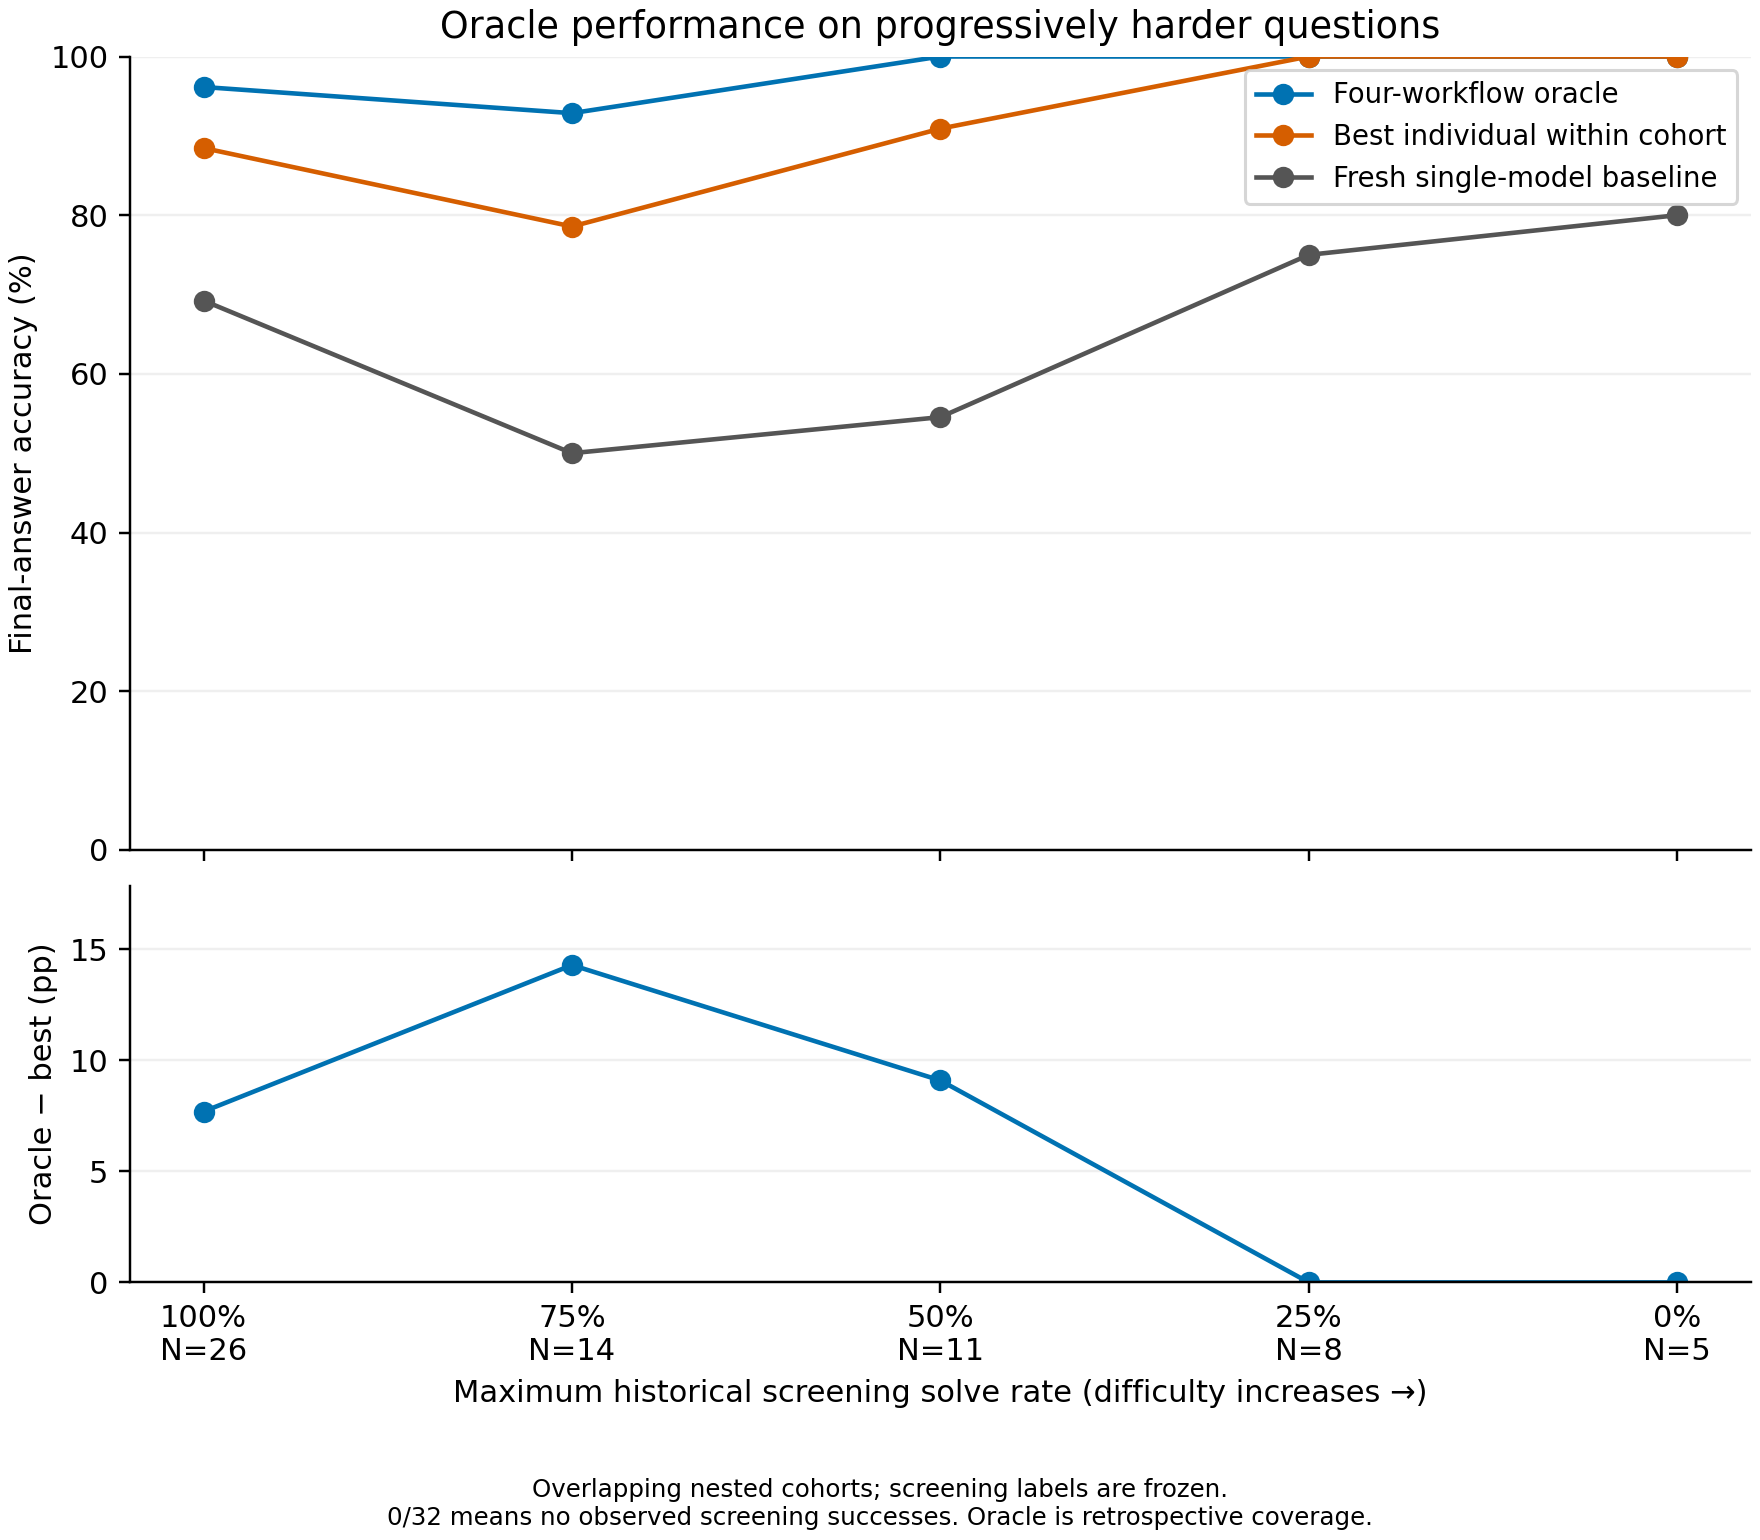 Oracle performance on progressively harder questions
100
80
60
40
20
0
Final-answer accuracy (%)
Four-workflow oracle
Best individual within cohort
Fresh single-model baseline
15
10
5
0
Oracle − best (pp)
100% 75% 50% 25% 0%
N=26 N=14 N=11 N=8 N=5
Maximum historical screening solve rate (difficulty increases →)
Overlapping nested cohorts; screening labels are frozen.
0/32 means no observed screening successes. Oracle is retrospective coverage.